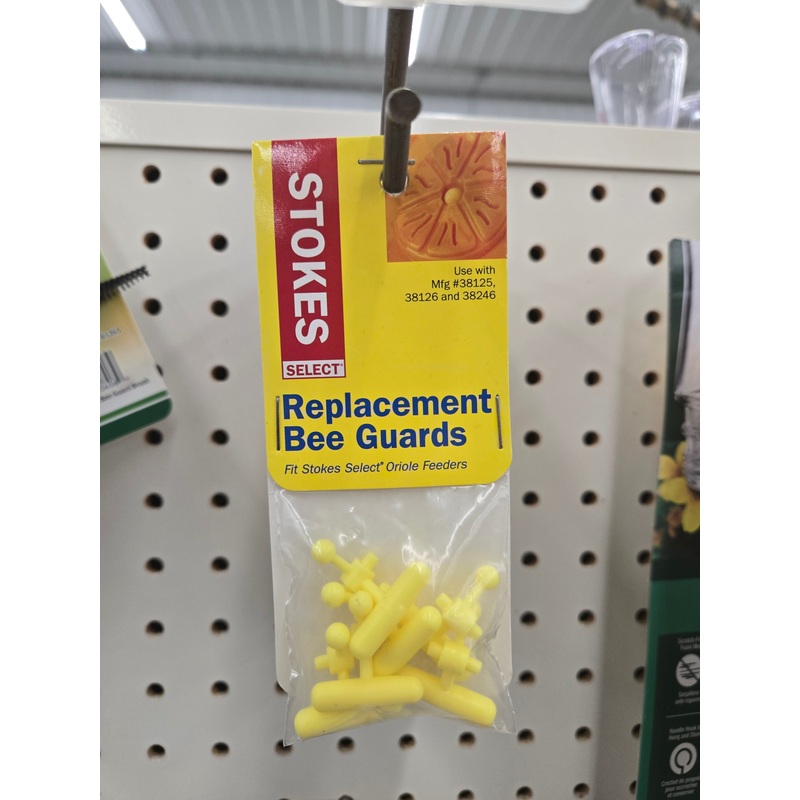 STOKES
SELECT®
Use with
Mfg #38125,
38126 and 38246
Replacement
Bee Guards
Fit Stokes Select® Oriole Feeders